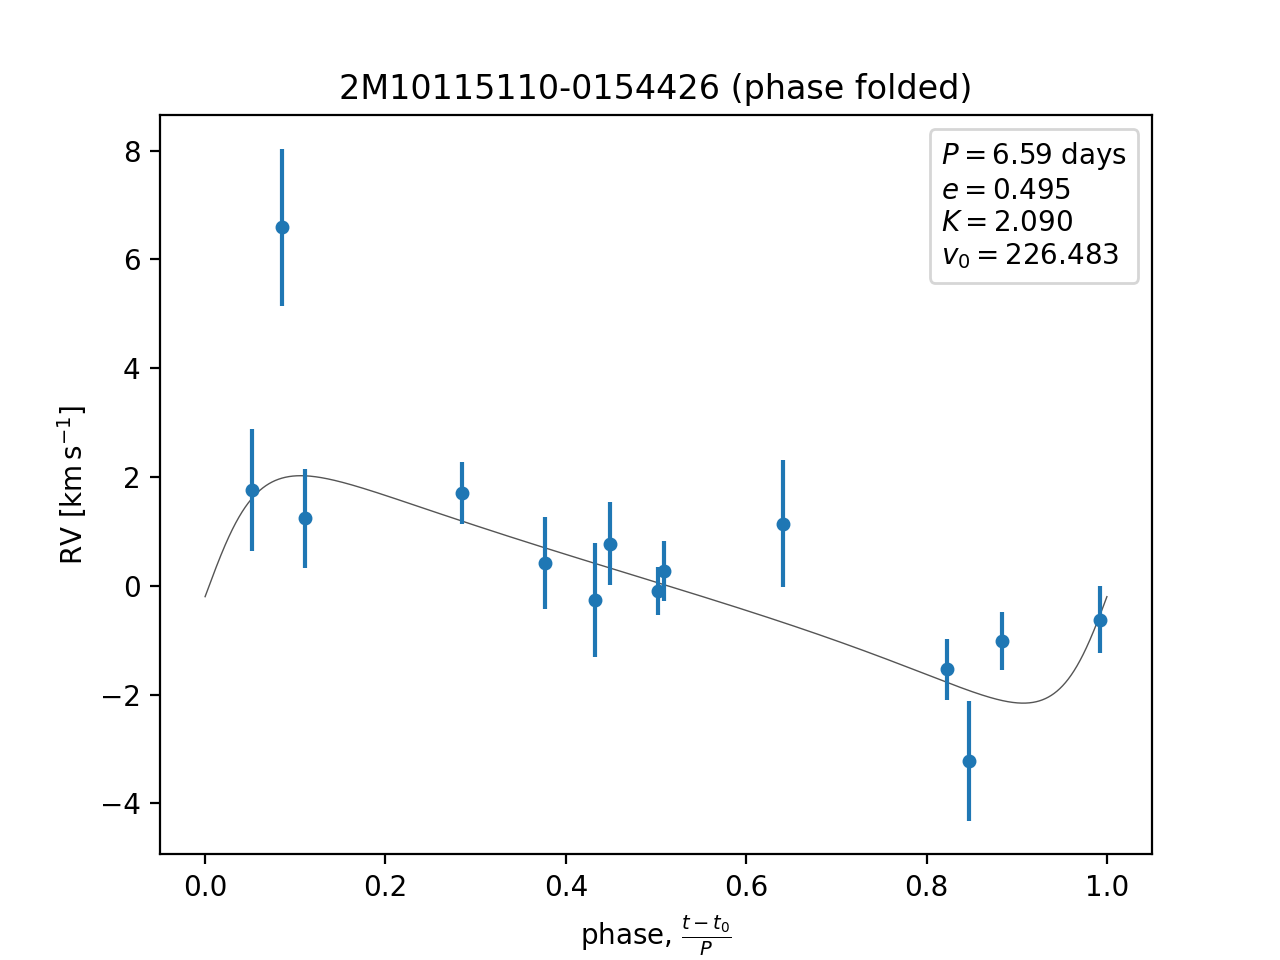 2M10115110-0154426 (phase folded)
P = 6.59 days
e = 0.495
K = 2.090
v₀ = 226.483
RV [km s⁻¹]
8
6
4
2
0
−2
−4
0.0 0.2 0.4 0.6 0.8 1.0
phase, (t − t₀)/P